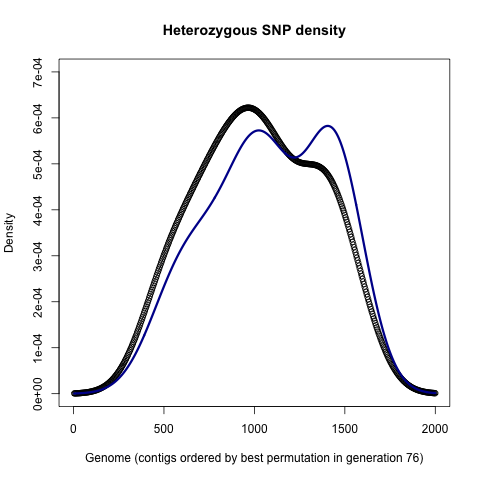 Heterozygous SNP density
7e-04
6e-04
5e-04
4e-04
3e-04
2e-04
1e-04
0e+00
Density
0 500 1000 1500 2000
Genome (contigs ordered by best permutation in generation 76)